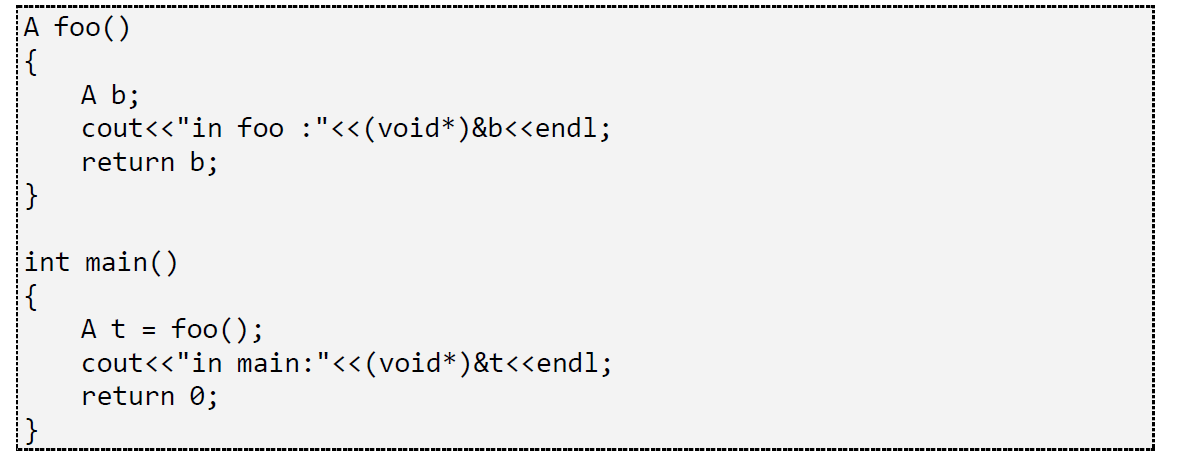 A foo()
{
    A b;
    cout<<"in foo :"<<(void*)&b<<endl;
    return b;
}

int main()
{
    A t = foo();
    cout<<"in main:"<<(void*)&t<<endl;
    return 0;
}